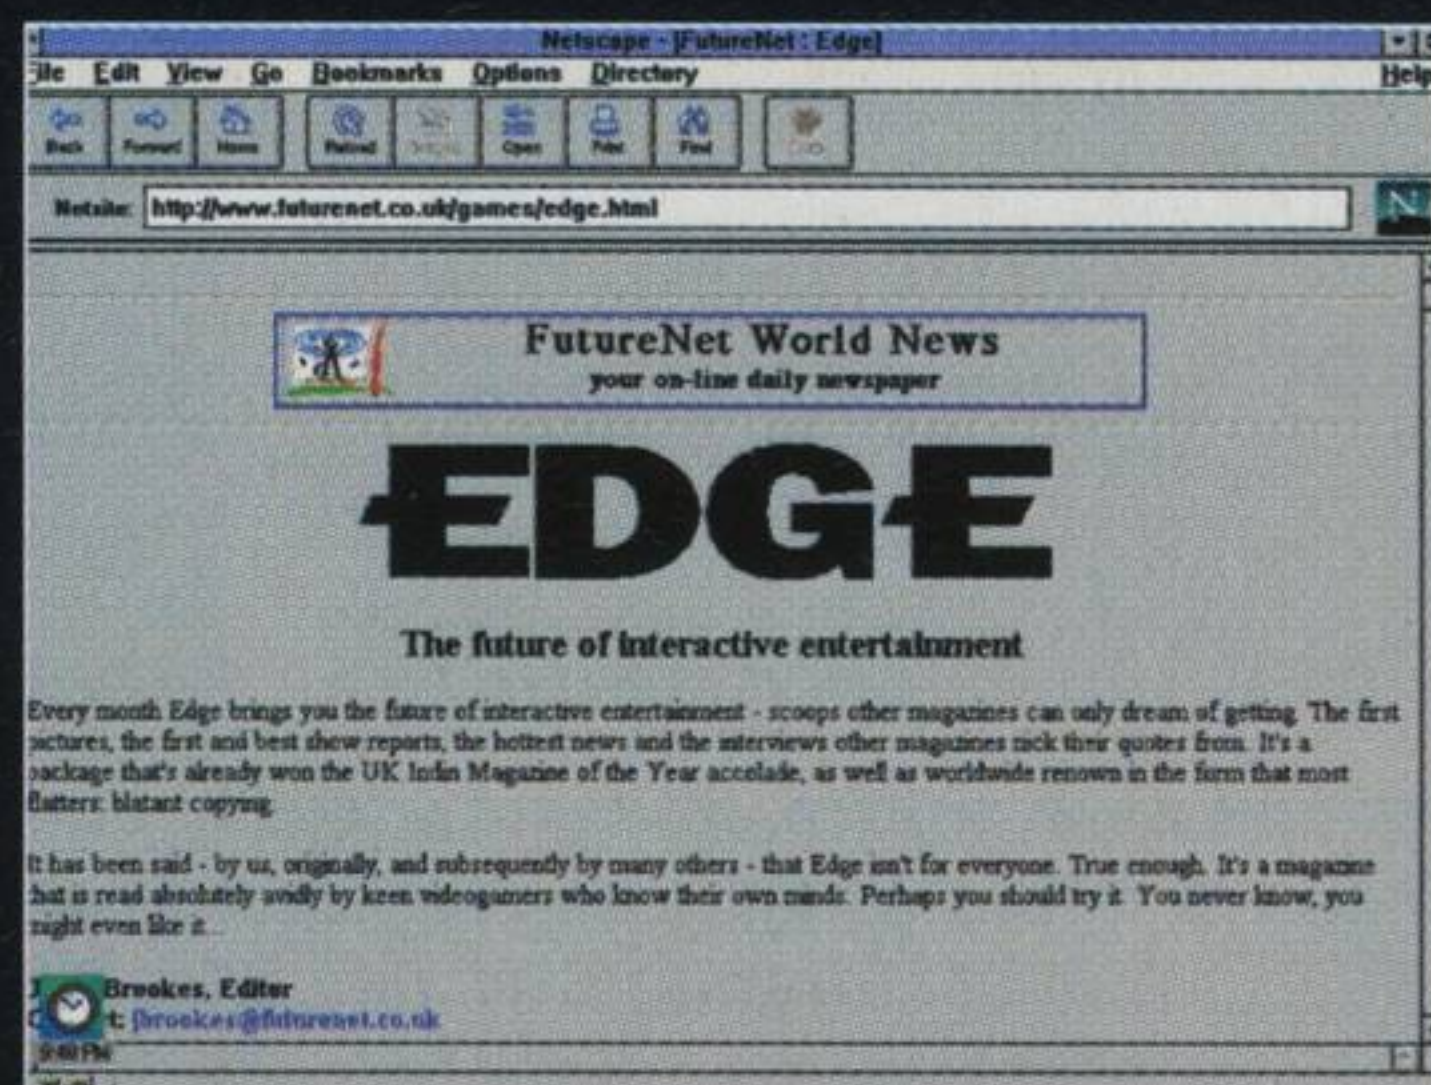 Netscape - [FutureNet : Edge]
File Edit View Go Bookmarks Options Directory Help
Back Forward Home Reload Open Print Find
Netsite: http://www.futurenet.co.uk/games/edge.html
FutureNet World News
your on-line daily newspaper
EDGE
The future of interactive entertainment
Every month Edge brings you the future of interactive entertainment - scoops other magazines can only dream of getting. The first
pictures, the first and best show reports, the hottest news and the interviews other magazines nick their quotes from. It's a
package that's already won the UK Indin Magazine of the Year accolade, as well as worldwide renown in the form that most
flatters: blatant copying.
It has been said - by us, originally, and subsequently by many others - that Edge isn't for everyone. True enough. It's a magazine
that is read absolutely avidly by keen videogamers who know their own minds. Perhaps you should try it. You never know, you
might even like it...
Brookes, Editor
jbrookes@futurenet.co.uk
9:40 PM